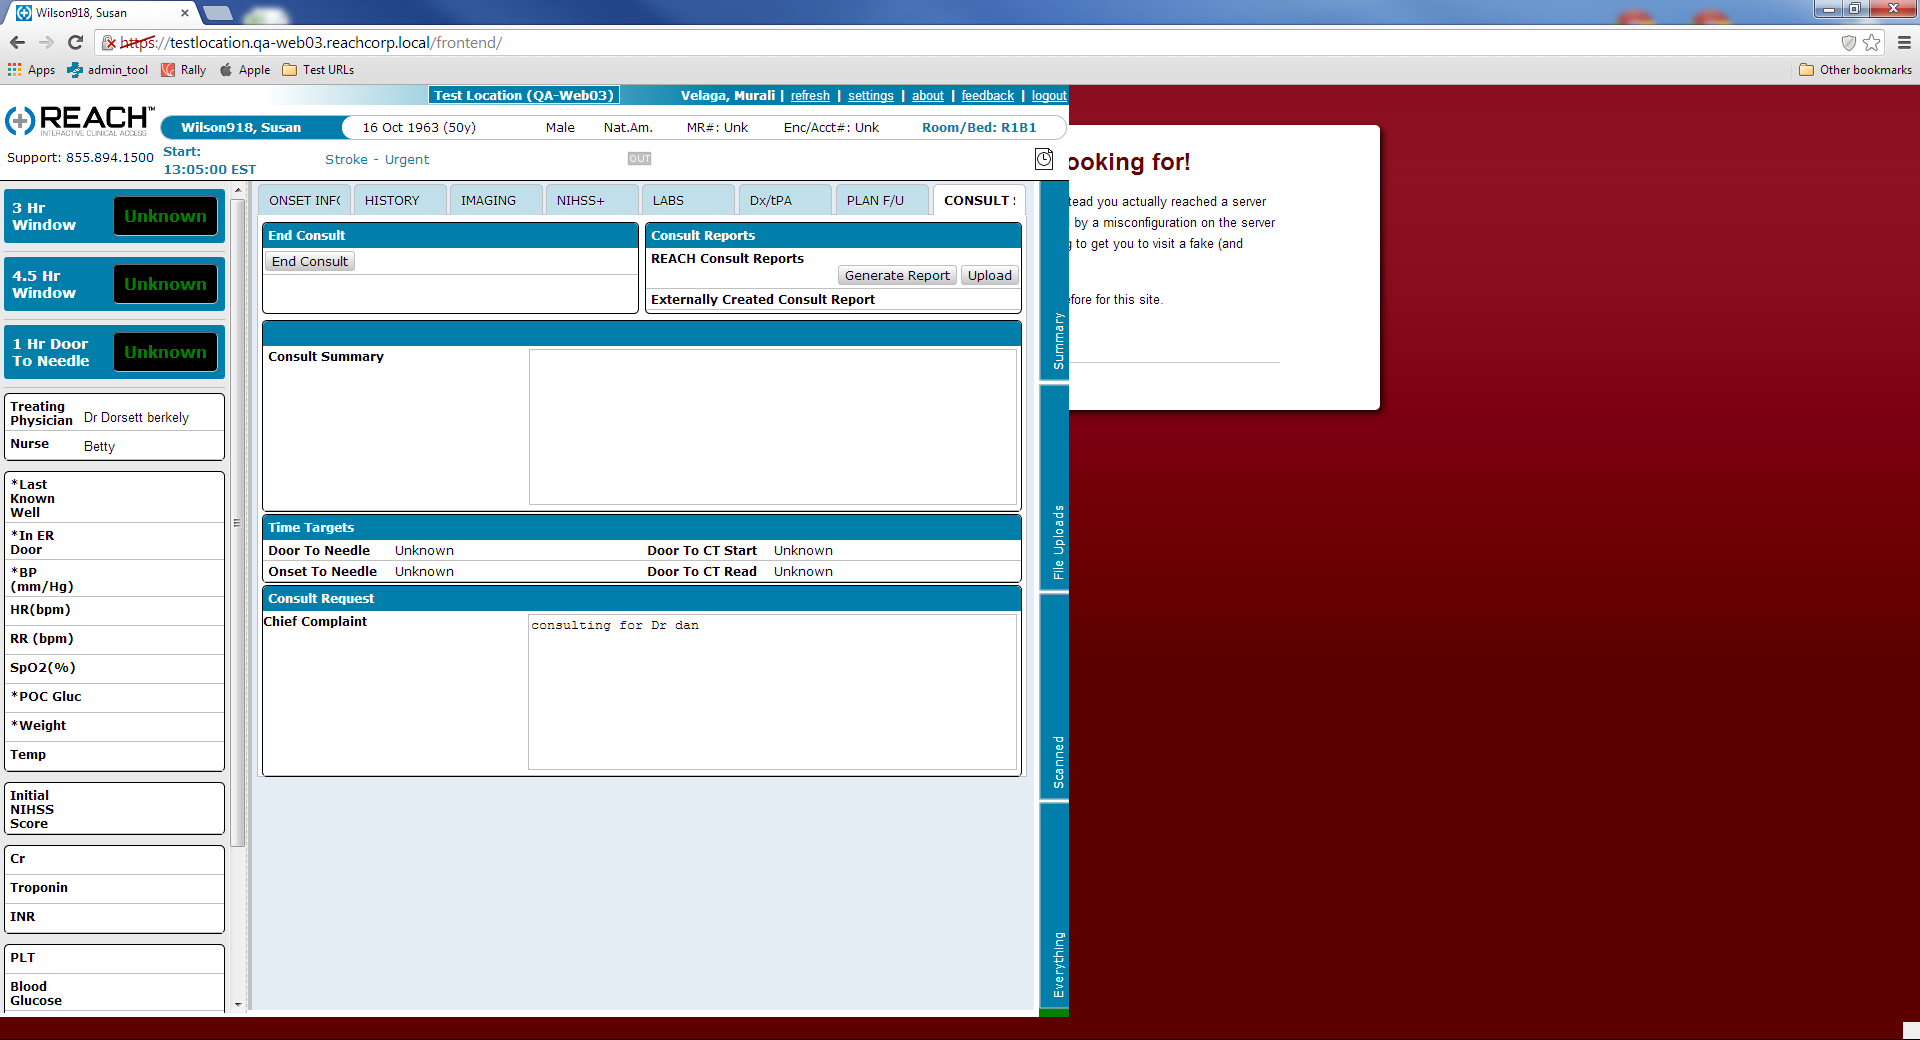 Wilson918, Susan
https://testlocation.qa-web03.reachcorp.local/frontend/
Apps admin_tool Rally Apple Test URLs Other bookmarks
Test Location (QA-Web03) Velaga, Murali | refresh | settings | about | feedback | logout
REACH™
INTERACTIVE CLINICAL ACCESS
Wilson918, Susan 16 Oct 1963 (50y) Male Nat.Am. MR#: Unk Enc/Acct#: Unk Room/Bed: R1B1
Support: 855.894.1500
Start:
13:05:00 EST
Stroke - Urgent
OUT
ooking for!
tead you actually reached a server
by a misconfiguration on the server
g to get you to visit a fake (and
efore for this site.
3 Hr
Window
Unknown
4.5 Hr
Window
Unknown
1 Hr Door
To Needle
Unknown
Treating
Physician Dr Dorsett berkely
Nurse Betty
*Last
Known
Well
*In ER
Door
*BP
(mm/Hg)
HR(bpm)
RR (bpm)
SpO2(%)
*POC Gluc
*Weight
Temp
Initial
NIHSS
Score
Cr
Troponin
INR
PLT
Blood
Glucose
ONSET INFO HISTORY IMAGING NIHSS+ LABS Dx/tPA PLAN F/U CONSULT S
End Consult
End Consult
Consult Reports
REACH Consult Reports
Generate Report Upload
Externally Created Consult Report
Consult Summary
Time Targets
Door To Needle Unknown Door To CT Start Unknown
Onset To Needle Unknown Door To CT Read Unknown
Consult Request
Chief Complaint
consulting for Dr dan
Summary
File Uploads
Scanned
Everything